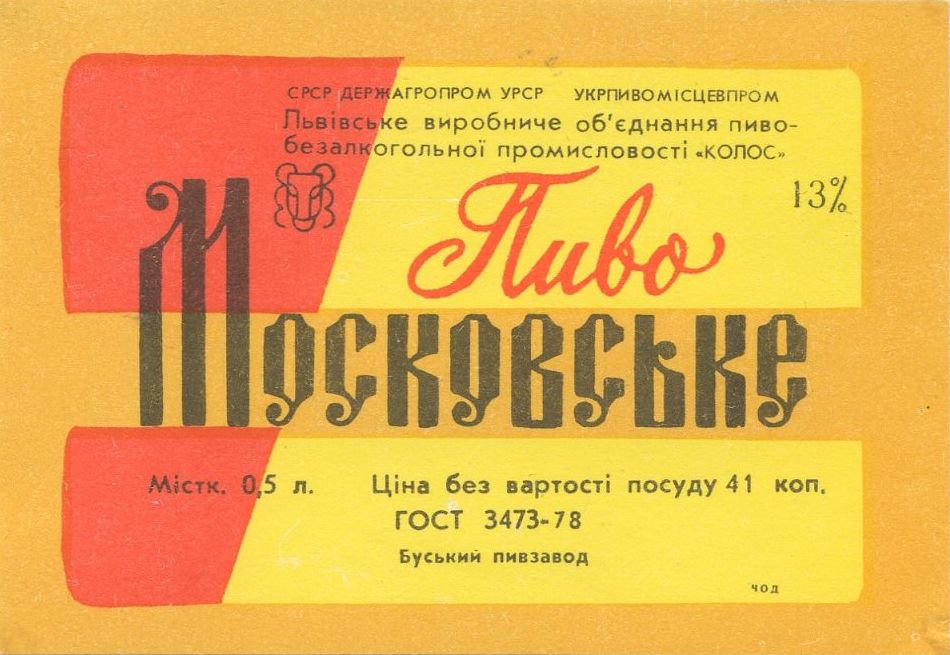 СРСР ДЕРЖАГРОПРОМ УРСР УКРПИВОМІСЦЕВПРОМ
Львівське виробниче об'єднання пиво-
безалкогольної промисловості «КОЛОС»
13%
Пиво
Московське
Містк. 0,5 л. Ціна без вартості посуду 41 коп.
ГОСТ 3473-78
Буський пивзавод
ЧОД